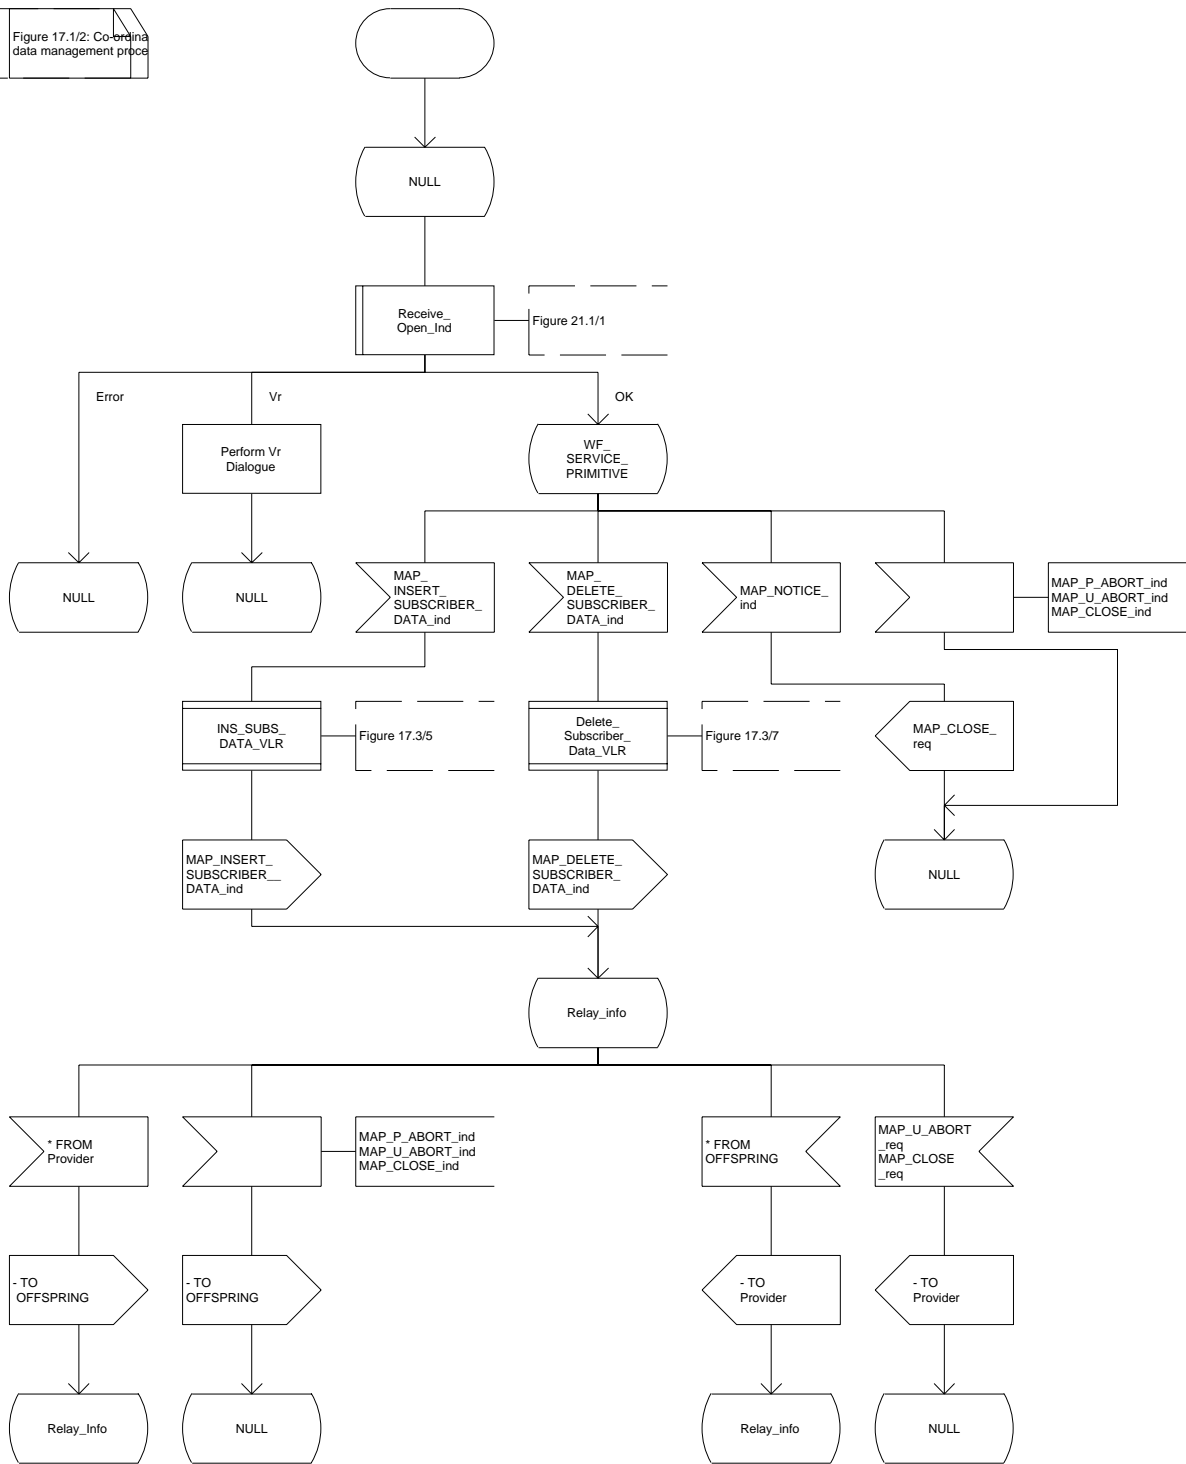 Figure 17.1/2: Co-ordina
data management proce
NULL
Receive_
Open_Ind
Figure 21.1/1
Error
Vr
OK
Perform Vr
Dialogue
WF_
SERVICE_
PRIMITIVE
NULL
NULL
MAP_
INSERT_
SUBSCRIBER_
DATA_ind
MAP_
DELETE_
SUBSCRIBER_
DATA_ind
MAP_NOTICE_
ind
MAP_P_ABORT_ind
MAP_U_ABORT_ind
MAP_CLOSE_ind
INS_SUBS_
DATA_VLR
Figure 17.3/5
Delete_
Subscriber_
Data_VLR
Figure 17.3/7
MAP_CLOSE_
req
MAP_INSERT_
SUBSCRIBER__
DATA_ind
MAP_DELETE_
SUBSCRIBER_
DATA_ind
NULL
Relay_info
* FROM
Provider
MAP_P_ABORT_ind
MAP_U_ABORT_ind
MAP_CLOSE_ind
* FROM
OFFSPRING
MAP_U_ABORT
_req
MAP_CLOSE
_req
- TO
OFFSPRING
- TO
OFFSPRING
- TO
Provider
- TO
Provider
Relay_Info
NULL
Relay_info
NULL